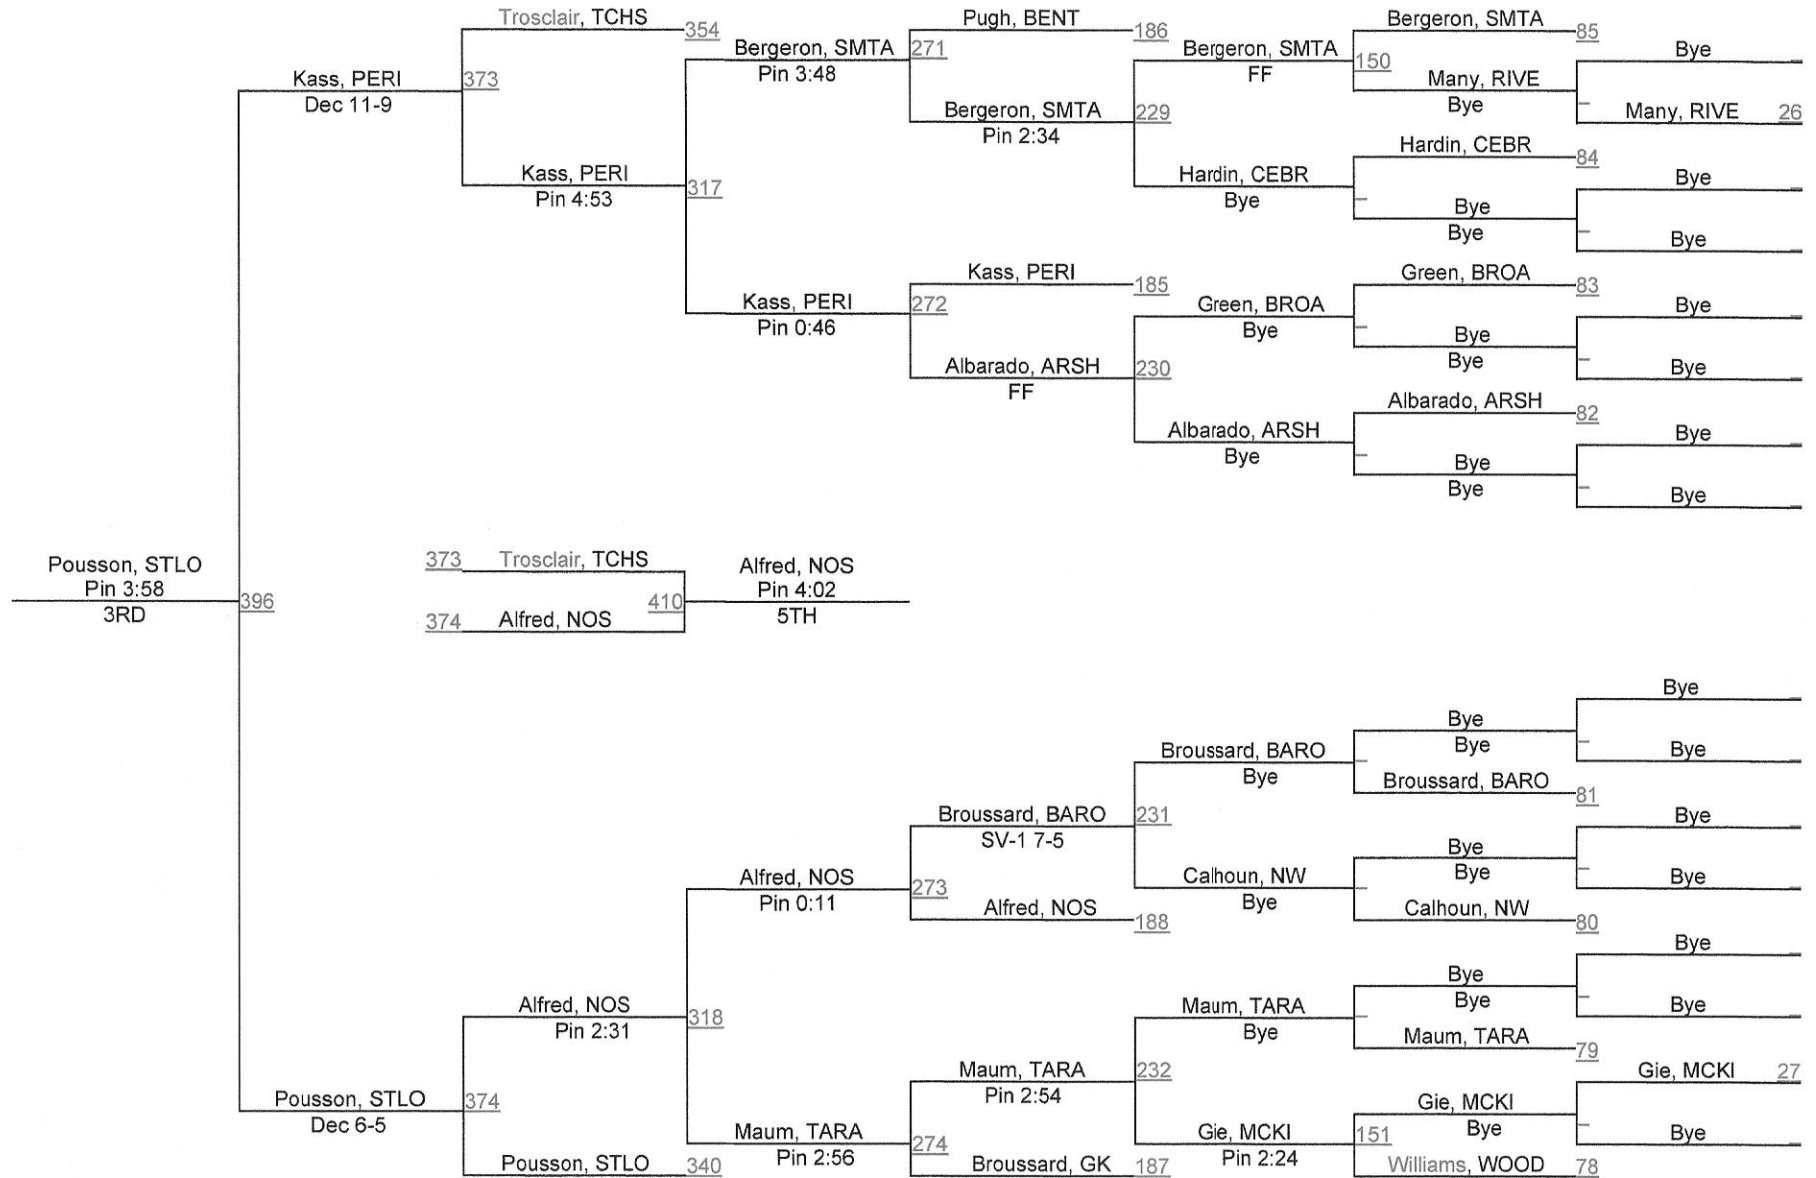 Trosclair, TCHS
354
Kass, PERI
Dec 11-9
373
Kass, PERI
Pin 4:53
317
Bergeron, SMTA
Pin 3:48
271
Pugh, BENT
186
Bergeron, SMTA
Pin 2:34
229
Bergeron, SMTA
FF
150
Bergeron, SMTA
85
Many, RIVE
Bye
Bye
Many, RIVE 26
Hardin, CEBR
Bye
Hardin, CEBR
84
Bye
Bye
Bye
Bye
Kass, PERI
Pin 0:46
272
Kass, PERI
185
Albarado, ARSH
FF
230
Green, BROA
Bye
Green, BROA
83
Bye
Bye
Bye
Bye
Albarado, ARSH
Bye
Albarado, ARSH
82
Bye
Bye
Bye
Bye
Pousson, STLO
Pin 3:58
3RD
396
373 Trosclair, TCHS
374 Alfred, NOS
410
Alfred, NOS
Pin 4:02
5TH
Bye
Bye
Bye
Bye
Broussard, BARO
Bye
Broussard, BARO
81
Broussard, BARO
SV-1 7-5
231
Bye
Bye
Bye
Bye
Calhoun, NW
Bye
Calhoun, NW
80
Alfred, NOS
Pin 0:11
273
Alfred, NOS
188
Alfred, NOS
Pin 2:31
318
Bye
Bye
Bye
Bye
Maum, TARA
Bye
Maum, TARA
79
Maum, TARA
Pin 2:54
232
Gie, MCKI 27
Gie, MCKI
Bye
Bye
Gie, MCKI
Pin 2:24
151
Williams, WOOD
78
Maum, TARA
Pin 2:56
274
Broussard, GK
187
Pousson, STLO
Dec 6-5
374
Pousson, STLO
340